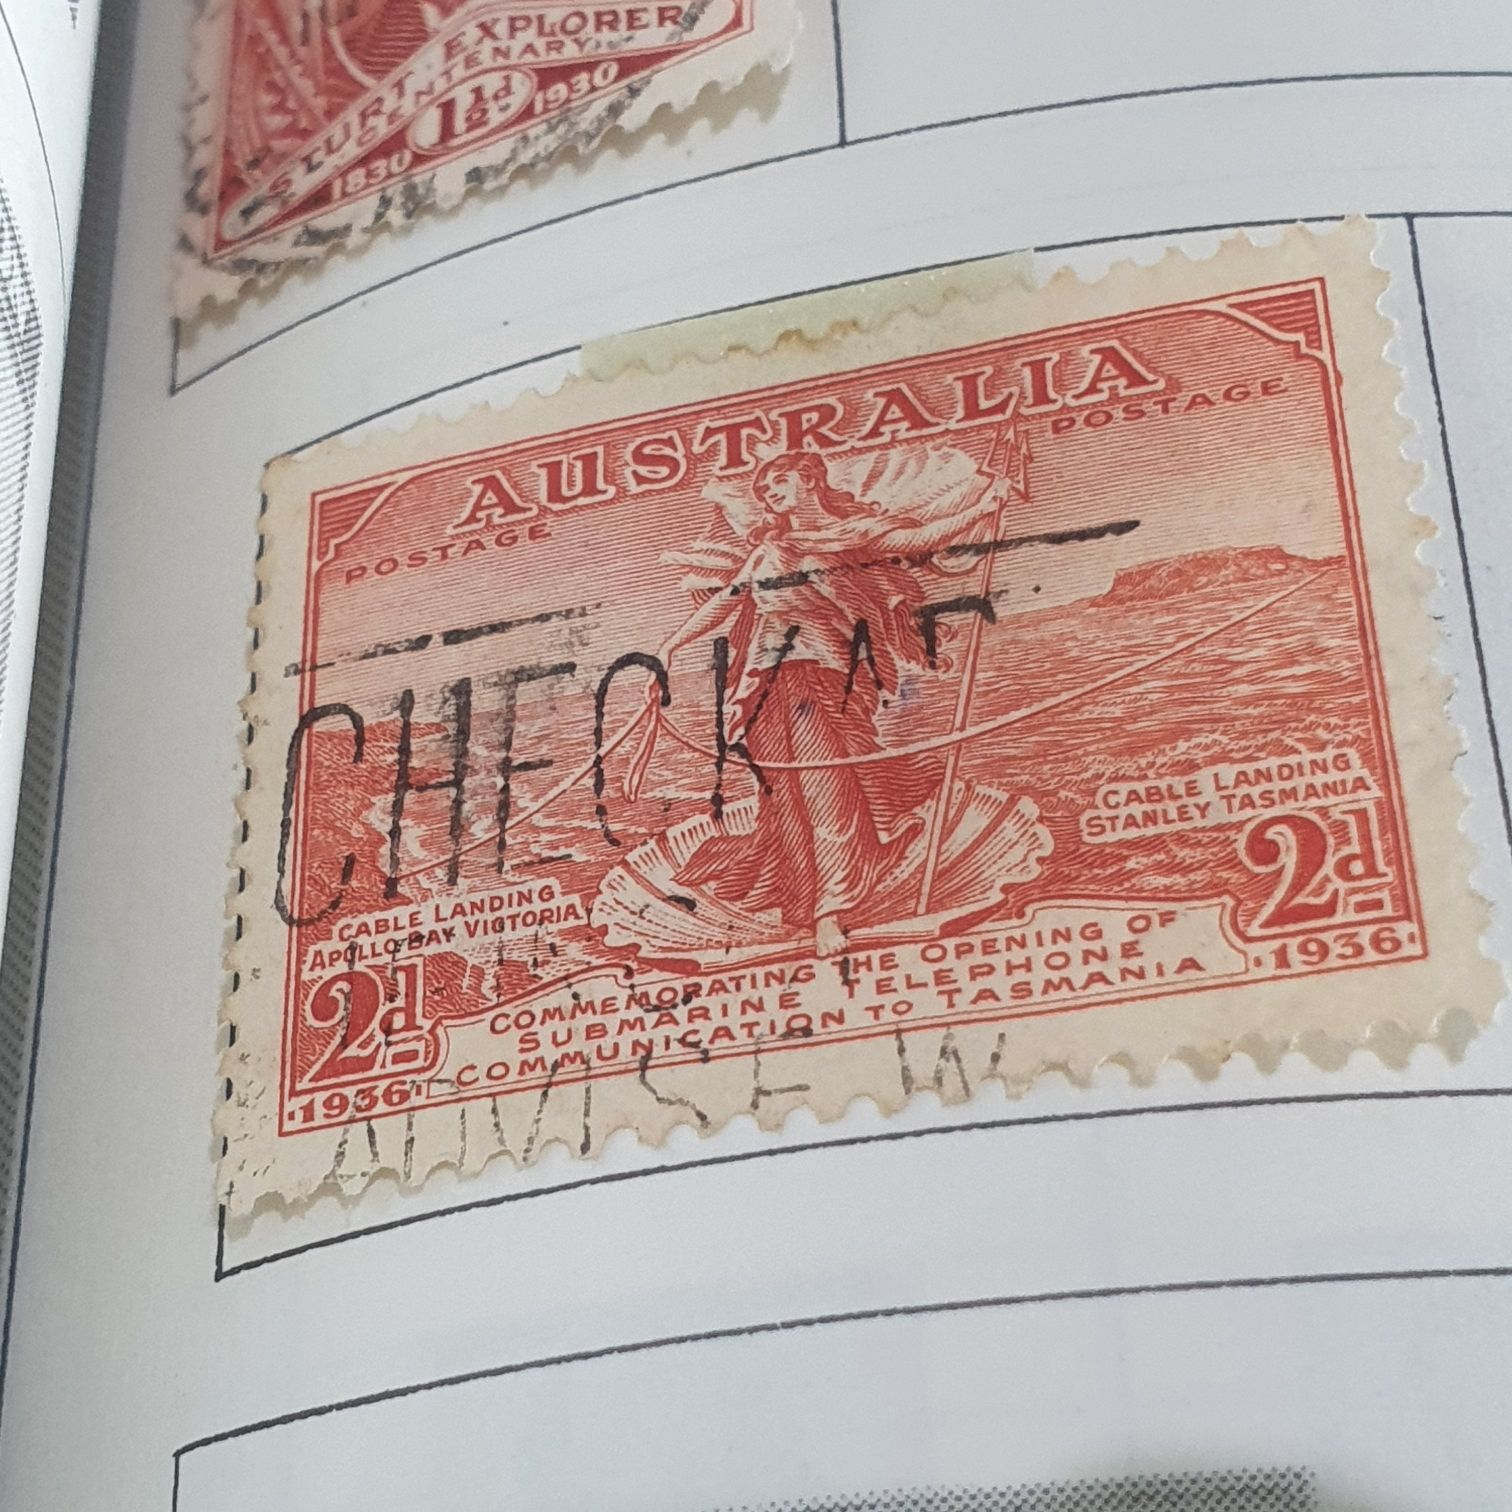 STURT · EXPLORER
CENTENARY
1830 1½d 1930
AUSTRALIA
POSTAGE POSTAGE
CHECK
CABLE LANDING
STANLEY TASMANIA
CABLE LANDING
APOLLO BAY VICTORIA
2d 2d
COMMEMORATING THE OPENING OF
SUBMARINE TELEPHONE
COMMUNICATION TO TASMANIA
1936 1936
ADVISE